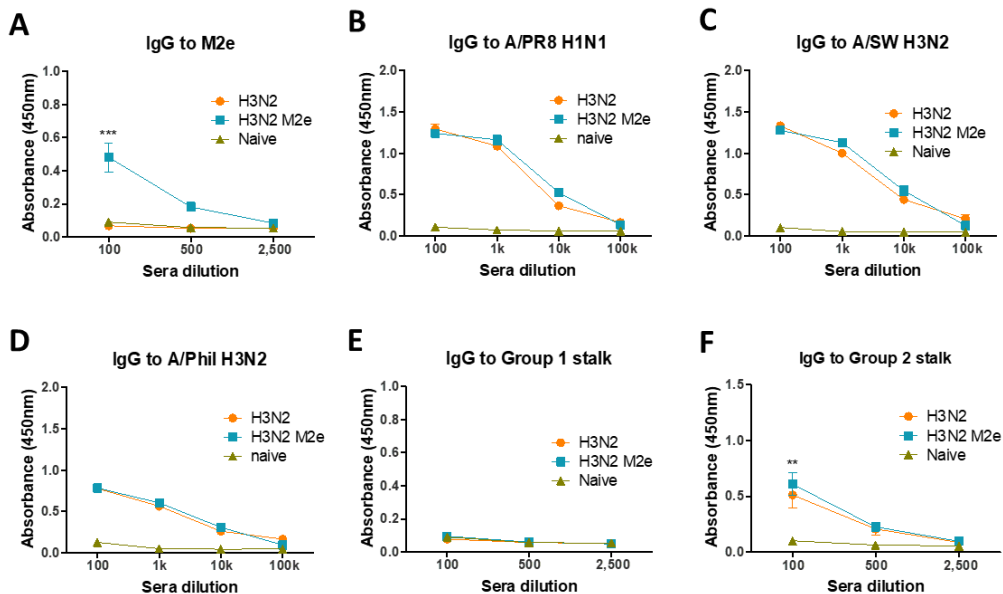 A
IgG to M2e
Absorbance (450nm)
1.0
0.8
0.6
0.4
0.2
0.0
***
H3N2
H3N2 M2e
Naive
100
500
2,500
Sera dilution
B
IgG to A/PR8 H1N1
Absorbance (450nm)
2.0
1.5
1.0
0.5
0.0
H3N2
H3N2 M2e
naive
100
1k
10k
100k
Sera dilution
C
IgG to A/SW H3N2
Absorbance (450nm)
2.0
1.5
1.0
0.5
0.0
H3N2
H3N2 M2e
Naive
100
1k
10k
100k
Sera dilution
D
IgG to A/Phil H3N2
Absorbance (450nm)
2.0
1.5
1.0
0.5
0.0
H3N2
H3N2 M2e
naive
100
1k
10k
100k
Sera dilution
E
IgG to Group 1 stalk
Absorbance (450nm)
1.0
0.8
0.6
0.4
0.2
0.0
H3N2
H3N2 M2e
Naive
100
500
2,500
Sera dilution
F
IgG to Group 2 stalk
Absorbance (450nm)
1.5
1.0
0.5
0.0
**
H3N2
H3N2 M2e
Naive
100
500
2,500
Sera dilution